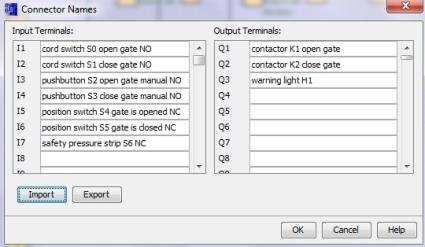 Connector Names
Input Terminals:
Output Terminals:
I1 cord switch S0 open gate NO
I2 cord switch S1 close gate NO
I3 pushbutton S2 open gate manual NO
I4 pushbutton S3 close gate manual NO
I5 position switch S4 gate is opened NC
I6 position switch S5 gate is closed NC
I7 safety pressure strip S6 NC
I8
Q1 contactor K1 open gate
Q2 contactor K2 close gate
Q3 warning light H1
Q4
Q5
Q6
Q7
Q8
Import
Export
OK
Cancel
Help